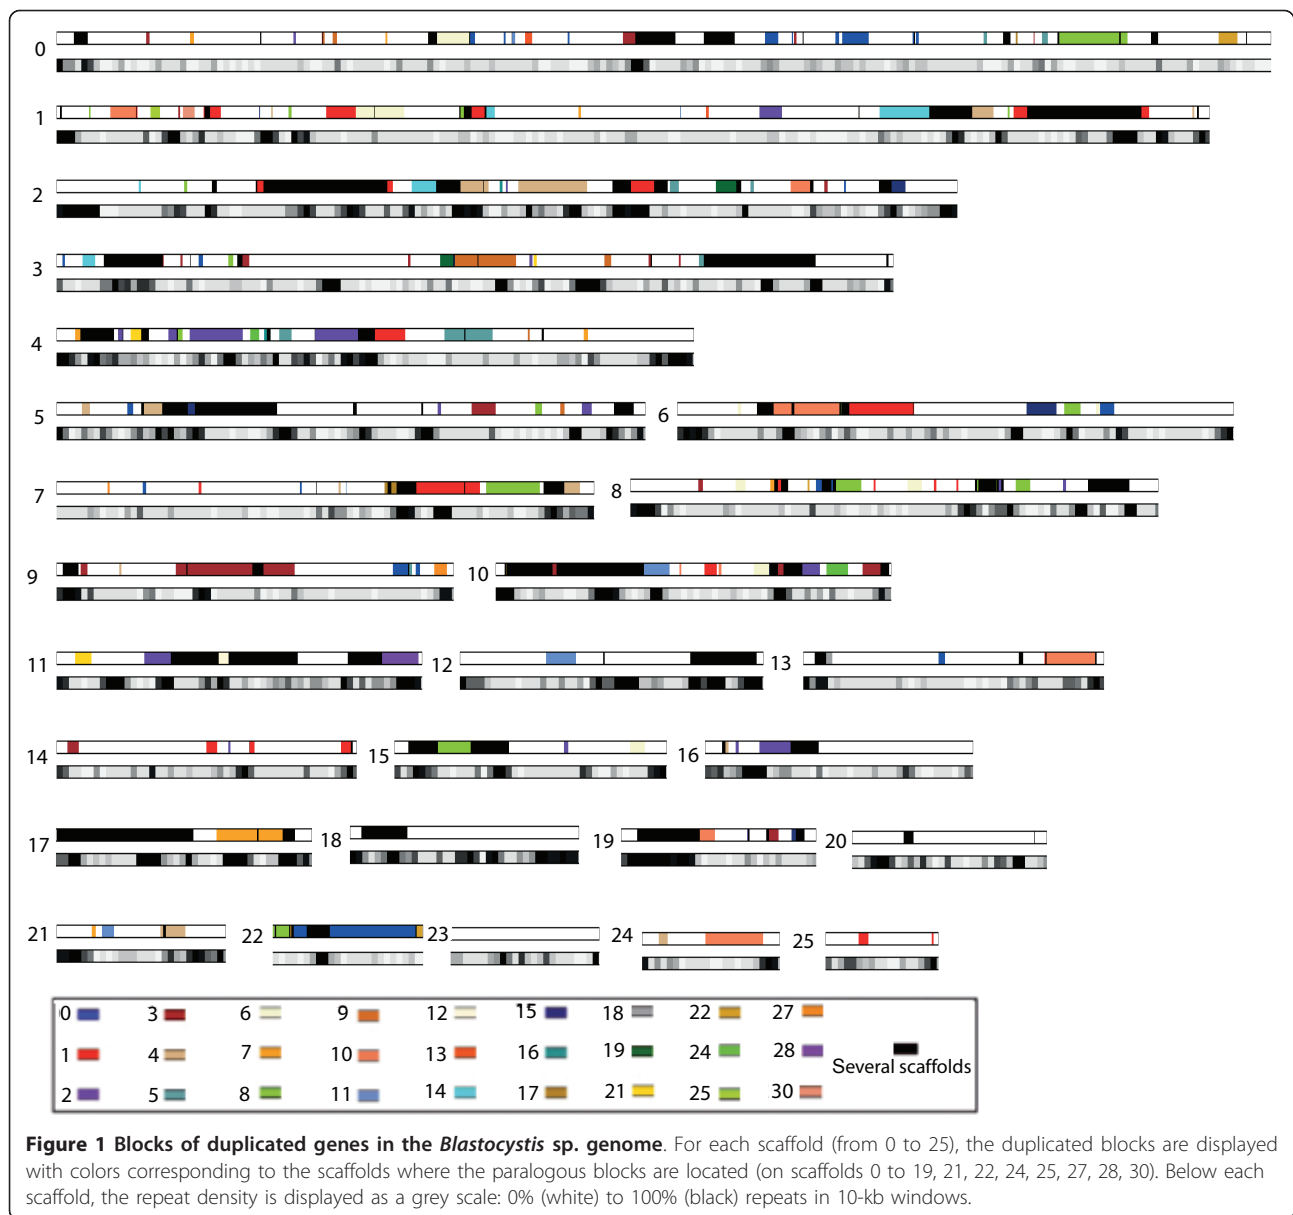 0
1
2
3
4
5 6
7 8
9 10
11 12 13
14 15 16
17 18 19 20
21 22 23 24 25
0 3 6 9 12 15 18 22 27
1 4 7 10 13 16 19 24 28 Several scaffolds
2 5 8 11 14 17 21 25 30
Figure 1 Blocks of duplicated genes in the Blastocystis sp. genome. For each scaffold (from 0 to 25), the duplicated blocks are displayed
with colors corresponding to the scaffolds where the paralogous blocks are located (on scaffolds 0 to 19, 21, 22, 24, 25, 27, 28, 30). Below each
scaffold, the repeat density is displayed as a grey scale: 0% (white) to 100% (black) repeats in 10-kb windows.